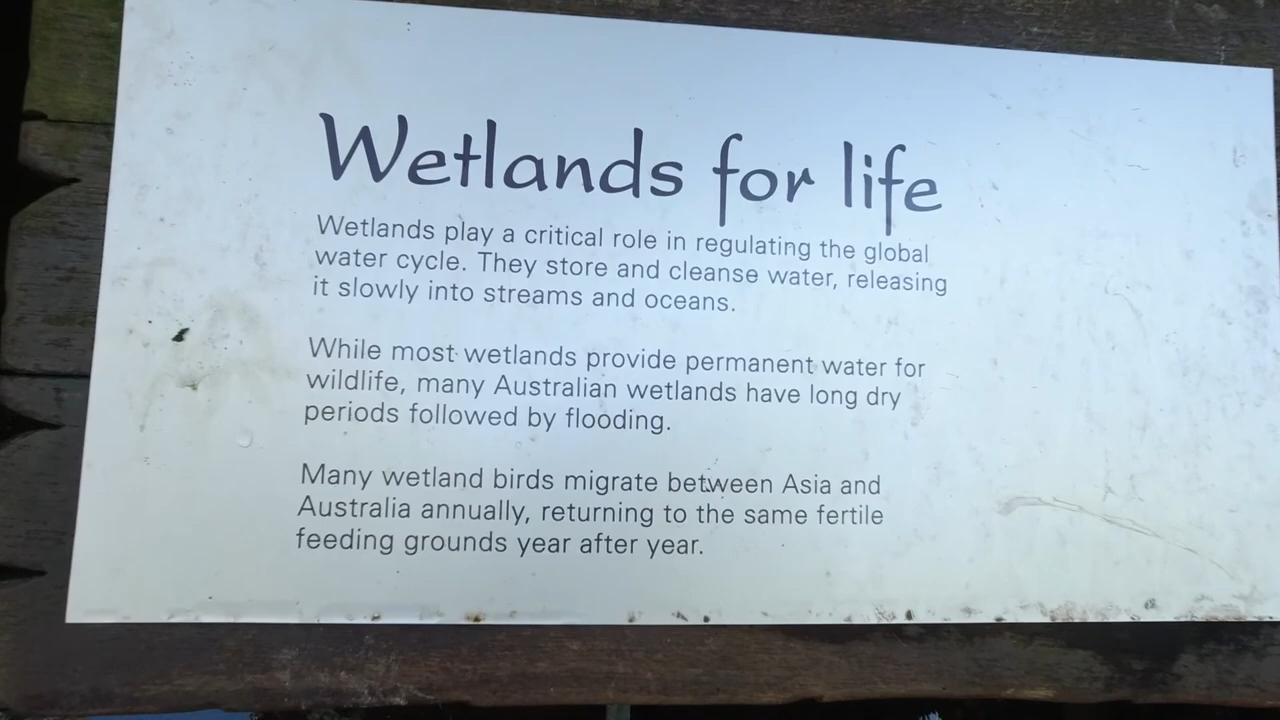 Wetlands for life
Wetlands play a critical role in regulating the global
water cycle. They store and cleanse water, releasing
it slowly into streams and oceans.
While most wetlands provide permanent water for
wildlife, many Australian wetlands have long dry
periods followed by flooding.
Many wetland birds migrate between Asia and
Australia annually, returning to the same fertile
feeding grounds year after year.